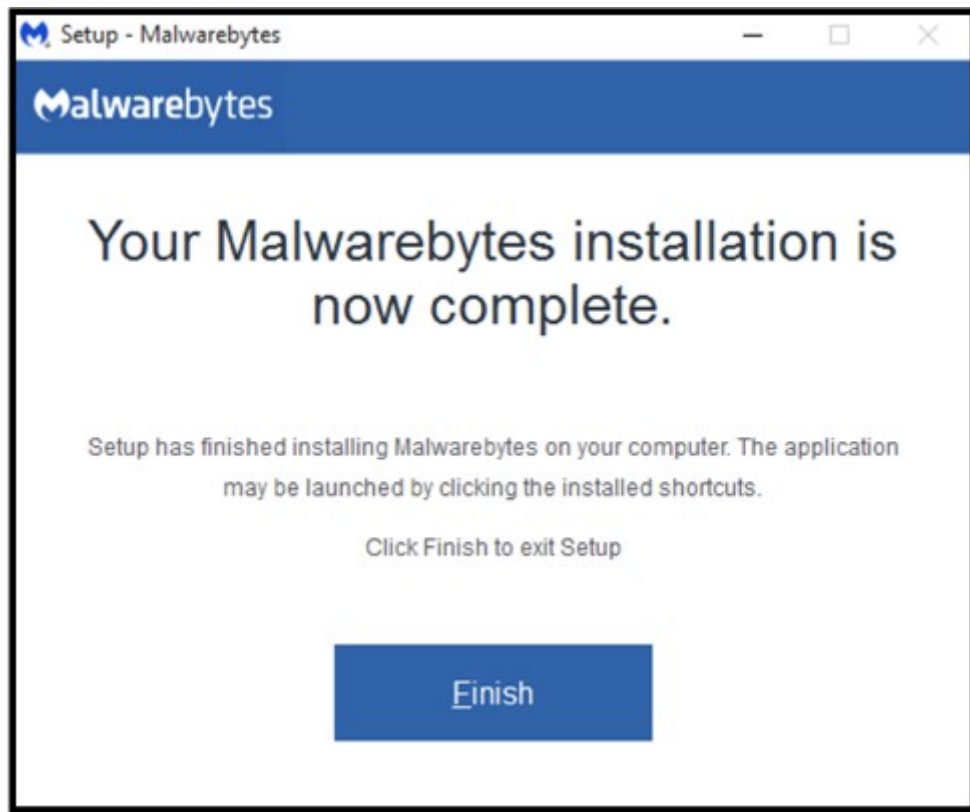 Setup - Malwarebytes
Malwarebytes
Your Malwarebytes installation is
now complete.
Setup has finished installing Malwarebytes on your computer. The application
may be launched by clicking the installed shortcuts.
Click Finish to exit Setup
Finish